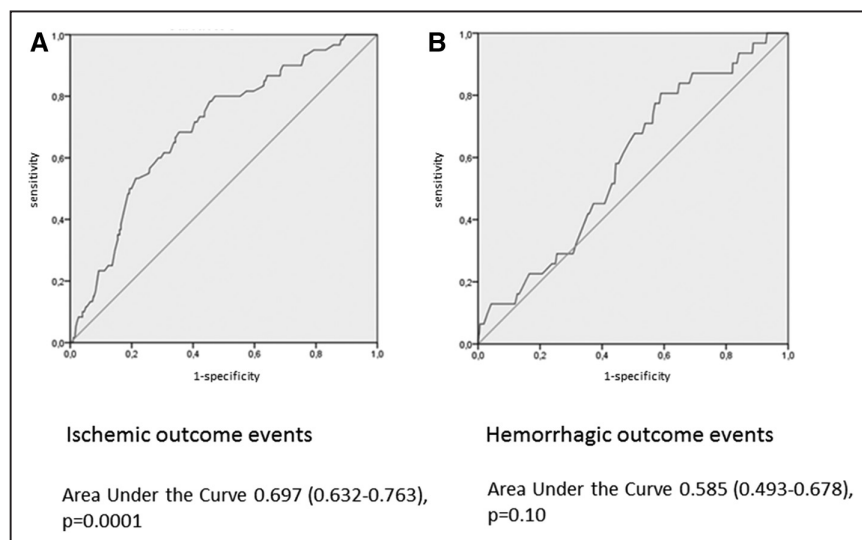 A
1,0
0,8
0,6
0,4
0,2
0,0
sensitivity
0,0 0,2 0,4 0,6 0,8 1,0
1-specificity
Ischemic outcome events
Area Under the Curve 0.697 (0.632-0.763),
p=0.0001
B
1,0
0,8
0,6
0,4
0,2
0,0
sensitivity
0,0 0,2 0,4 0,6 0,8 1,0
1-specificity
Hemorrhagic outcome events
Area Under the Curve 0.585 (0.493-0.678),
p=0.10